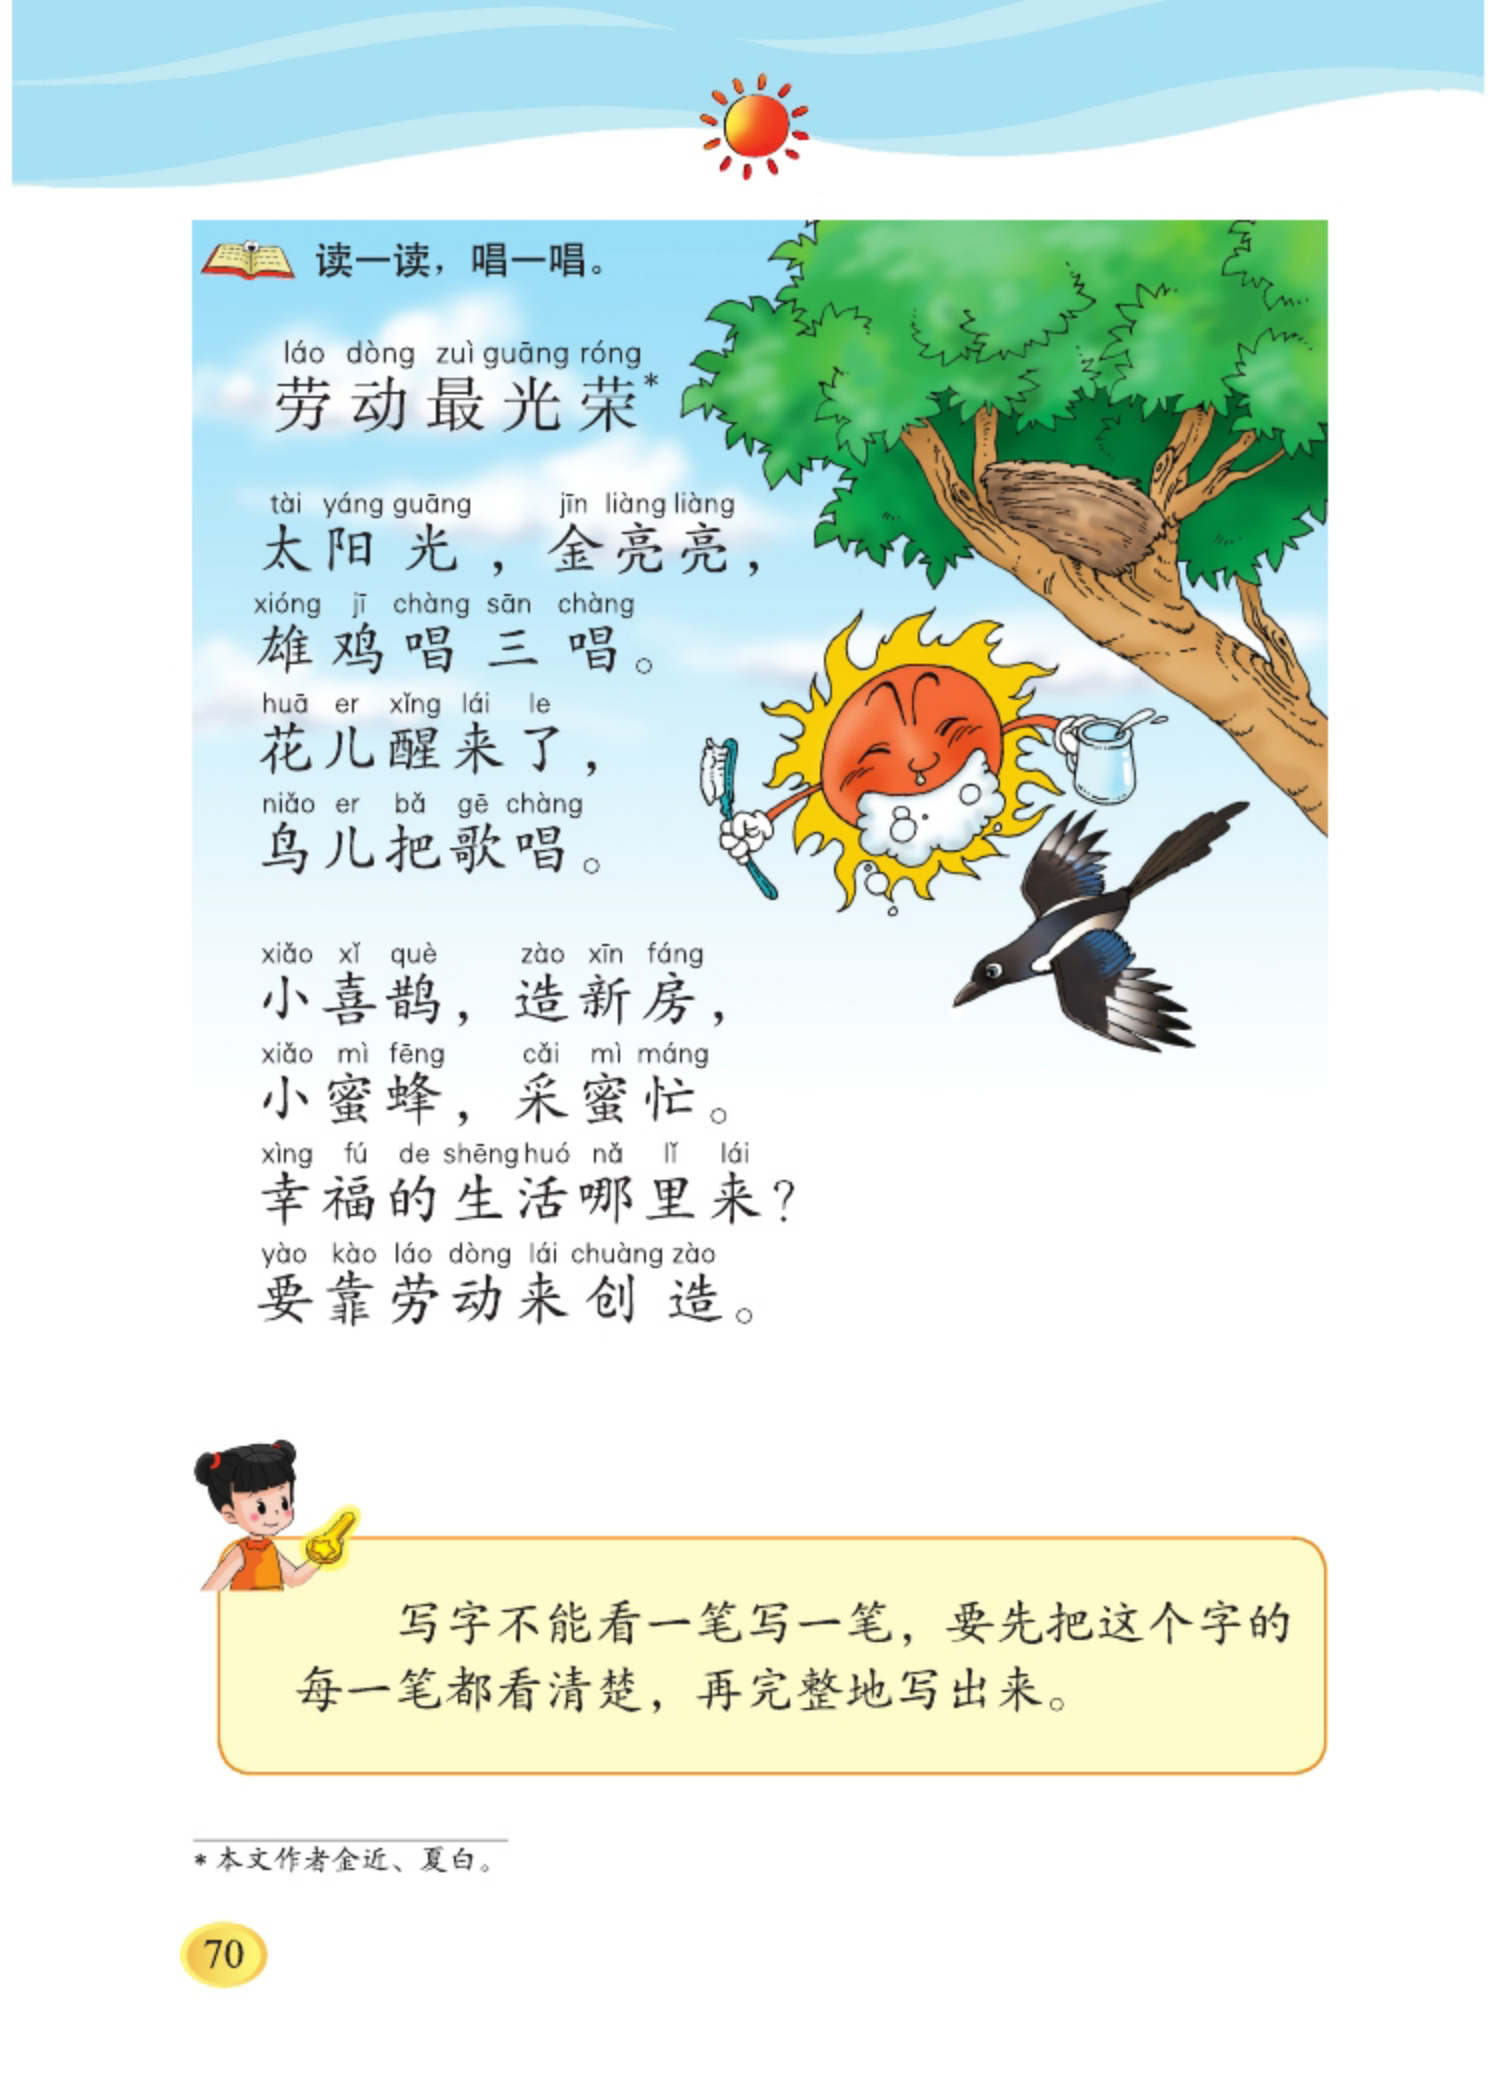 读一读，唱一唱。
láo dòng zuì guāng róng
劳动最光荣*
tài yáng guāng jīn liàng liàng
太阳光，金亮亮，
xióng jī chàng sān chàng
雄鸡唱三唱。
huā er xǐng lái le
花儿醒来了，
niǎo er bǎ gē chàng
鸟儿把歌唱。
xiǎo xǐ què zào xīn fáng
小喜鹊，造新房，
xiǎo mì fēng cǎi mì máng
小蜜蜂，采蜜忙。
xìng fú de shēng huó nǎ lǐ lái
幸福的生活哪里来？
yào kào láo dòng lái chuàng zào
要靠劳动来创造。
写字不能看一笔写一笔，要先把这个字的
每一笔都看清楚，再完整地写出来。
*本文作者金近、夏白。
70